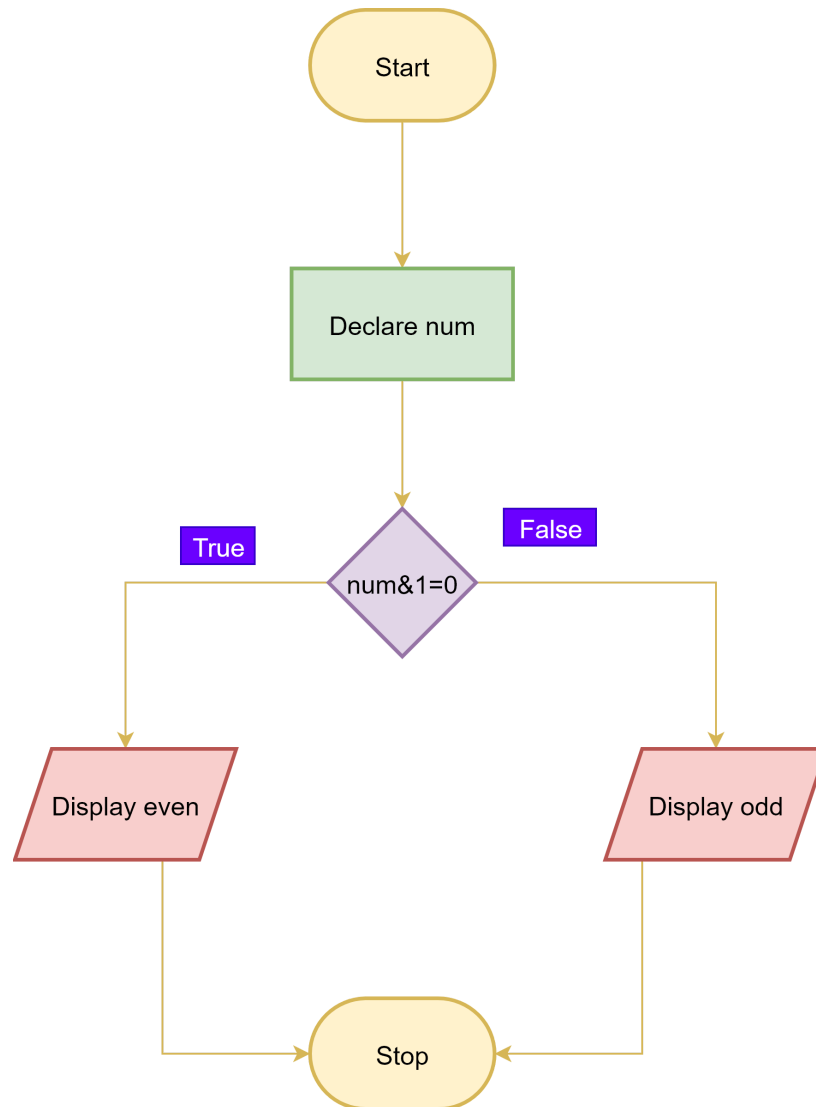 Start
Declare num
True
False
num&1=0
Display even
Display odd
Stop